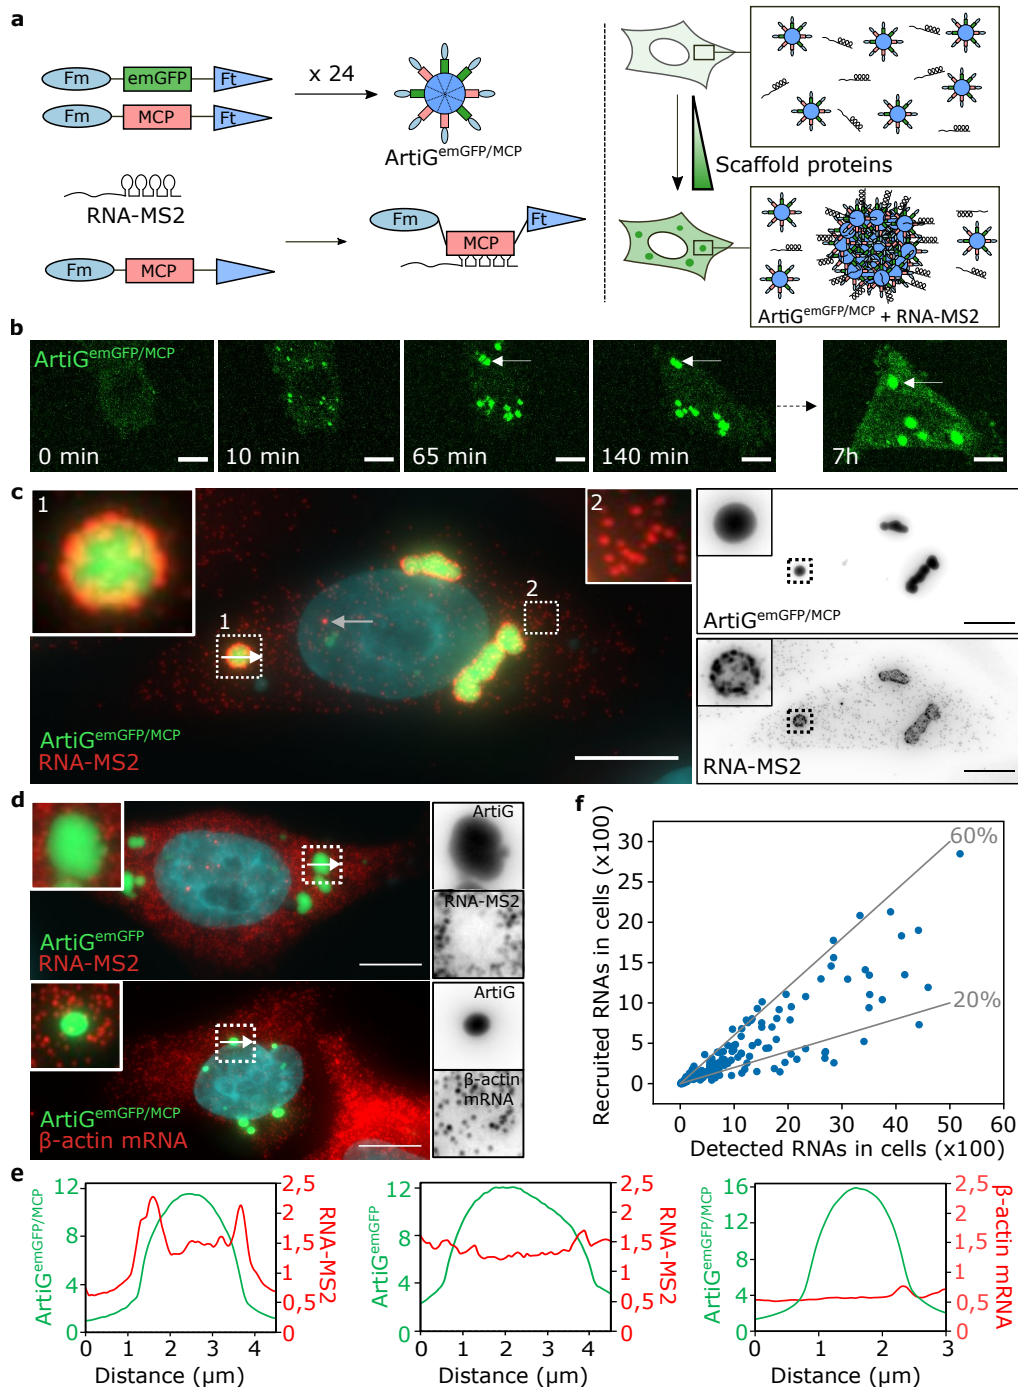 a
Fm
emGFP
Ft
Fm
MCP
Ft
x 24
ArtiG^emGFP/MCP
RNA-MS2
Fm
MCP
Fm
Ft
MCP
Scaffold proteins
ArtiG^emGFP/MCP + RNA-MS2
b
ArtiG^emGFP/MCP
0 min
10 min
65 min
140 min
7h
c
1
2
1
2
ArtiG^emGFP/MCP
RNA-MS2
ArtiG^emGFP/MCP
RNA-MS2
d
ArtiG^emGFP
RNA-MS2
ArtiG
RNA-MS2
ArtiG^emGFP/MCP
β-actin mRNA
ArtiG
β-actin
mRNA
f
Recruited RNAs in cells (x100)
30
25
20
15
10
5
0
0
10
20
30
40
50
60
60%
20%
Detected RNAs in cells (x100)
e
ArtiG^emGFP/MCP
12
8
4
0
0
1
2
3
4
2,5
2
1,5
1
0,5
0
RNA-MS2
Distance (µm)
ArtiG^emGFP
12
8
4
0
0
1
2
3
4
2,5
2
1,5
1
0,5
0
RNA-MS2
Distance (µm)
ArtiG^emGFP/MCP
16
12
8
4
0
0
1
2
3
2,5
2
1,5
1
0,5
0
β-actin mRNA
Distance (µm)